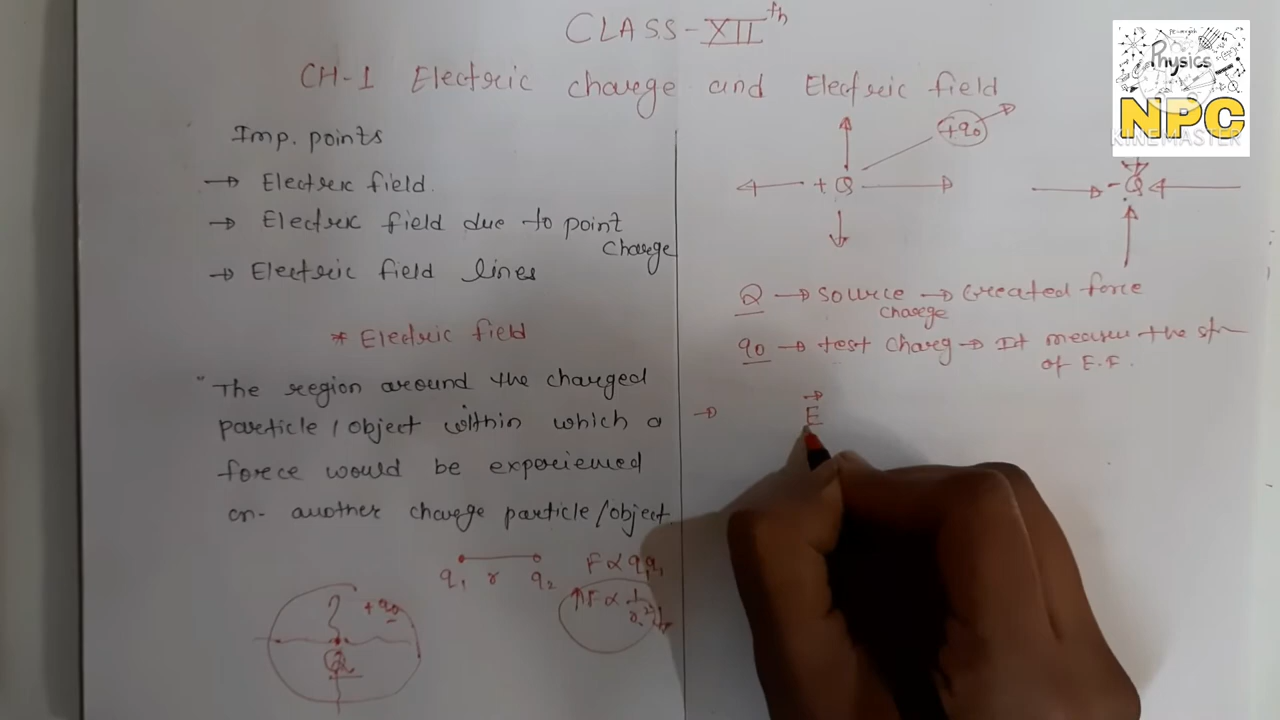 CLASS-XIIth
CH-1 Electric charge and Electric field
Imp. points
→ Electric field.
→ Electric field due to point
charge
→ Electric field lines
* Electric field
"The region around the charged
particle/object within which a
force would be experienced
on- another charge particle/object.
q1 r q2
F∝q1q2
↑F∝1/r²↓
+q0
Q
+q0
+Q
-Q
Q → source → created force
charge
q0 → test charg → It measure the
of E.F.
→ E⃗
Physics
NPC
KINEMASTER